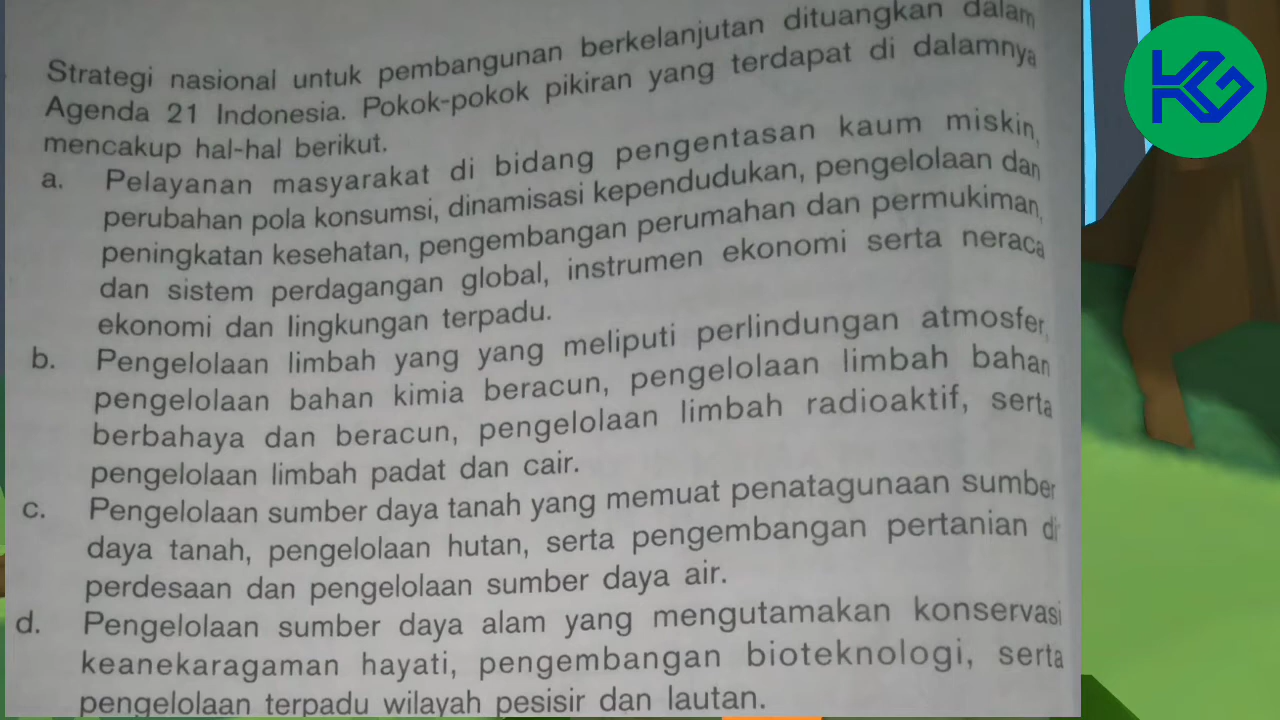 Strategi nasional untuk pembangunan berkelanjutan dituangkan dalam
Agenda 21 Indonesia. Pokok-pokok pikiran yang terdapat di dalamnya
mencakup hal-hal berikut.
a. Pelayanan masyarakat di bidang pengentasan kaum miskin,
perubahan pola konsumsi, dinamisasi kependudukan, pengelolaan dan
peningkatan kesehatan, pengembangan perumahan dan permukiman,
dan sistem perdagangan global, instrumen ekonomi serta neraca
ekonomi dan lingkungan terpadu.
b. Pengelolaan limbah yang yang meliputi perlindungan atmosfer,
pengelolaan bahan kimia beracun, pengelolaan limbah bahan
berbahaya dan beracun, pengelolaan limbah radioaktif, serta
pengelolaan limbah padat dan cair.
c. Pengelolaan sumber daya tanah yang memuat penatagunaan sumber
daya tanah, pengelolaan hutan, serta pengembangan pertanian di
perdesaan dan pengelolaan sumber daya air.
d. Pengelolaan sumber daya alam yang mengutamakan konservasi
keanekaragaman hayati, pengembangan bioteknologi, serta
pengelolaan terpadu wilayah pesisir dan lautan.
KG